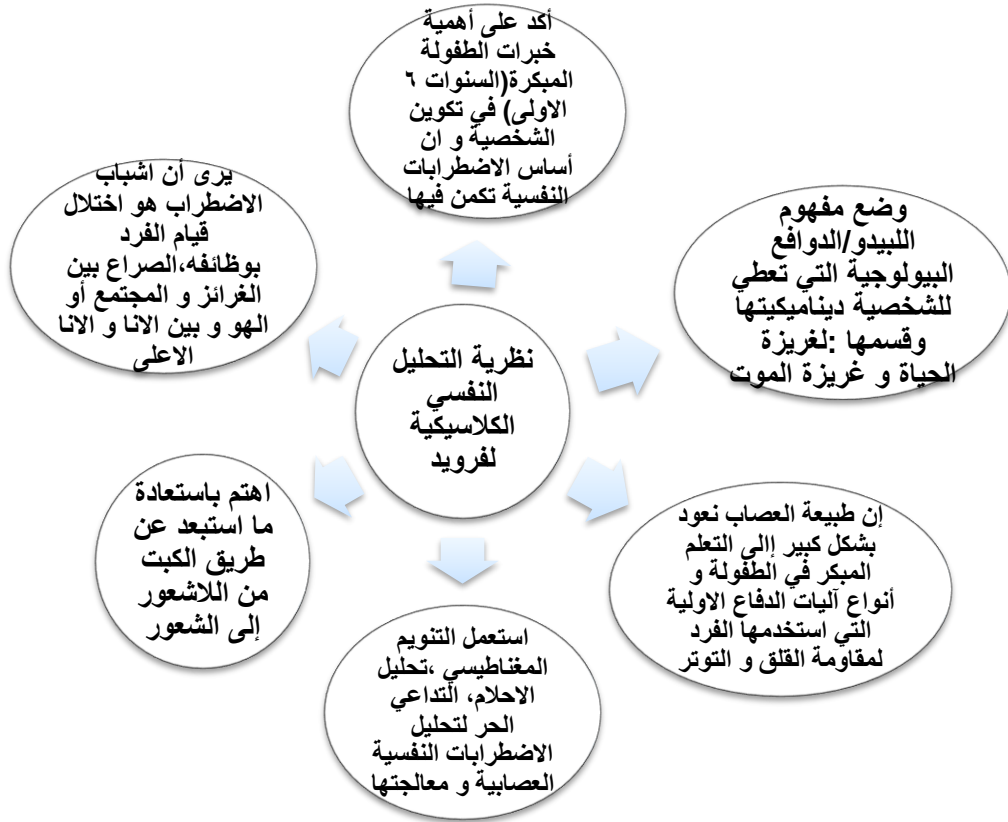 أكد على أهمية
خبرات الطفولة
المبكرة(السنوات ٦
الاولى) في تكوين
الشخصية و ان
أساس الاضطرابات
النفسية تكمن فيها
وضع مفهوم
اللبيدو/الدوافع
البيولوجية التي تعطي
للشخصية ديناميكيتها
وقسمها :لغريزة
الحياة و غريزة الموت
إن طبيعة العصاب نعود
بشكل كبير إالى التعلم
المبكر في الطفولة و
أنواع آليات الدفاع الاولية
التي استخدمها الفرد
لمقاومة القلق و التوتر
استعمل التنويم
المغناطيسي ،تحليل
الاحلام، التداعي
الحر لتحليل
الاضطرابات النفسية
العصابية و معالجتها
اهتم باستعادة
ما استبعد عن
طريق الكبت
من اللاشعور
إلى الشعور
يرى أن اشباب
الاضطراب هو اختلال
قيام الفرد
بوظائفه،الصراع بين
الغرائز و المجتمع أو
الهو و بين الانا و الانا
الاعلى
نظرية التحليل
النفسي
الكلاسيكية
لفرويد